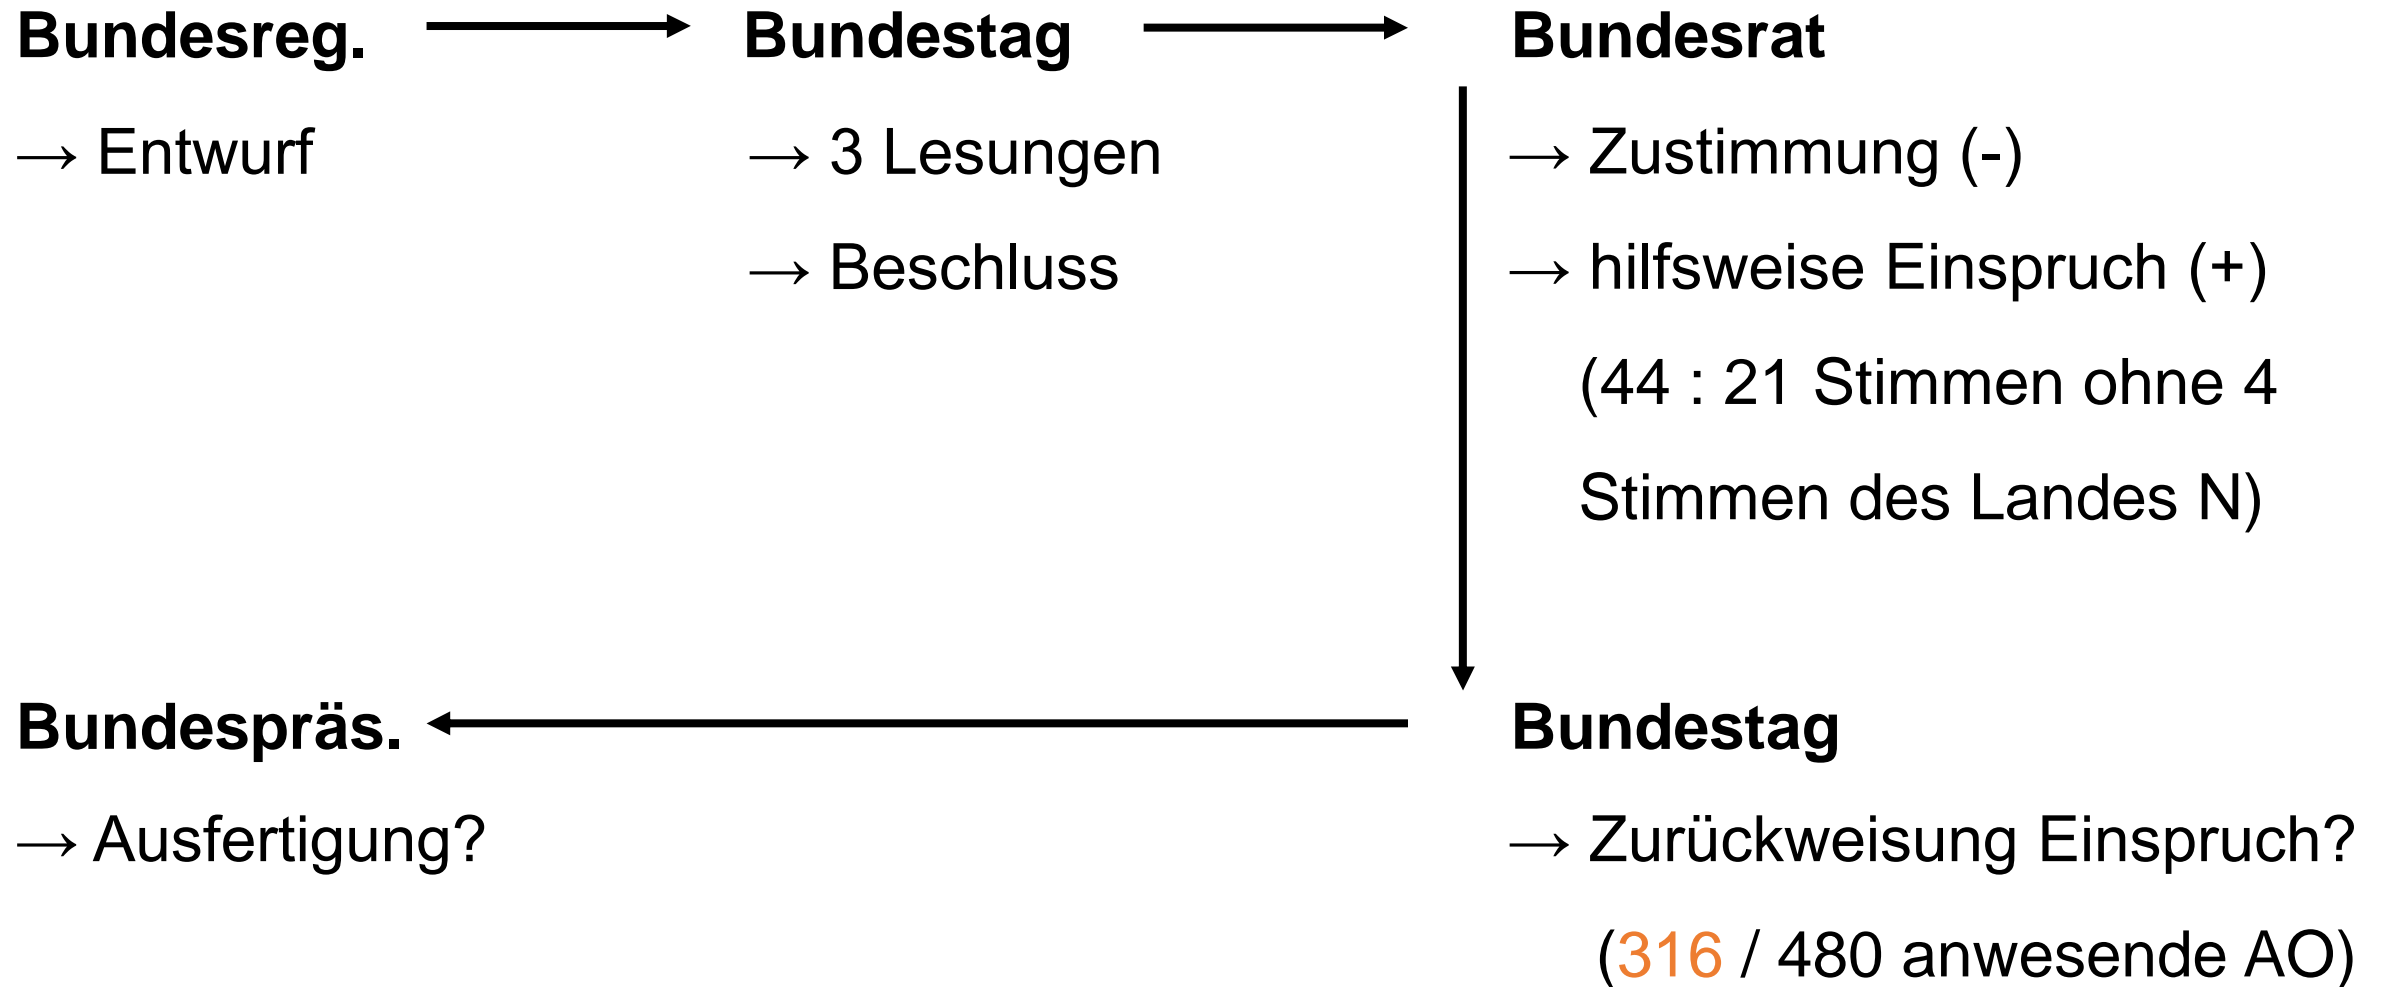 Bundesreg.
→ Entwurf
Bundestag
→ 3 Lesungen
→ Beschluss
Bundesrat
→ Zustimmung (-)
→ hilfsweise Einspruch (+)
(44 : 21 Stimmen ohne 4
Stimmen des Landes N)
Bundestag
→ Zurückweisung Einspruch?
(316 / 480 anwesende AO)
Bundespräs.
→ Ausfertigung?